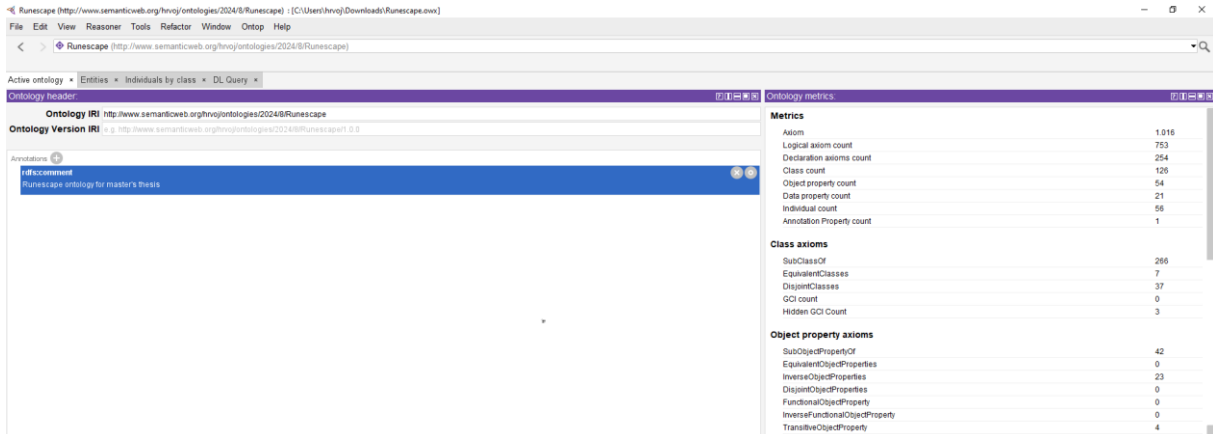 Runescape (http://www.semanticweb.org/hrvoj/ontologies/2024/8/Runescape) : [C:\Users\hrvoj\Downloads\Runescape.owx]
File Edit View Reasoner Tools Refactor Window Ontop Help
Runescape (http://www.semanticweb.org/hrvoj/ontologies/2024/8/Runescape)
Active ontology × Entities × Individuals by class × DL Query ×
Ontology header:
Ontology IRI http://www.semanticweb.org/hrvoj/ontologies/2024/8/Runescape
Ontology Version IRI e.g. http://www.semanticweb.org/hrvoj/ontologies/2024/8/Runescape/1.0.0
Annotations
rdfs:comment
Runescape ontology for master's thesis
Ontology metrics:
Metrics
Axiom 1.016
Logical axiom count 753
Declaration axioms count 254
Class count 126
Object property count 54
Data property count 21
Individual count 56
Annotation Property count 1
Class axioms
SubClassOf 266
EquivalentClasses 7
DisjointClasses 37
GCI count 0
Hidden GCI Count 3
Object property axioms
SubObjectPropertyOf 42
EquivalentObjectProperties 0
InverseObjectProperties 23
DisjointObjectProperties 0
FunctionalObjectProperty 0
InverseFunctionalObjectProperty 0
TransitiveObjectProperty 4